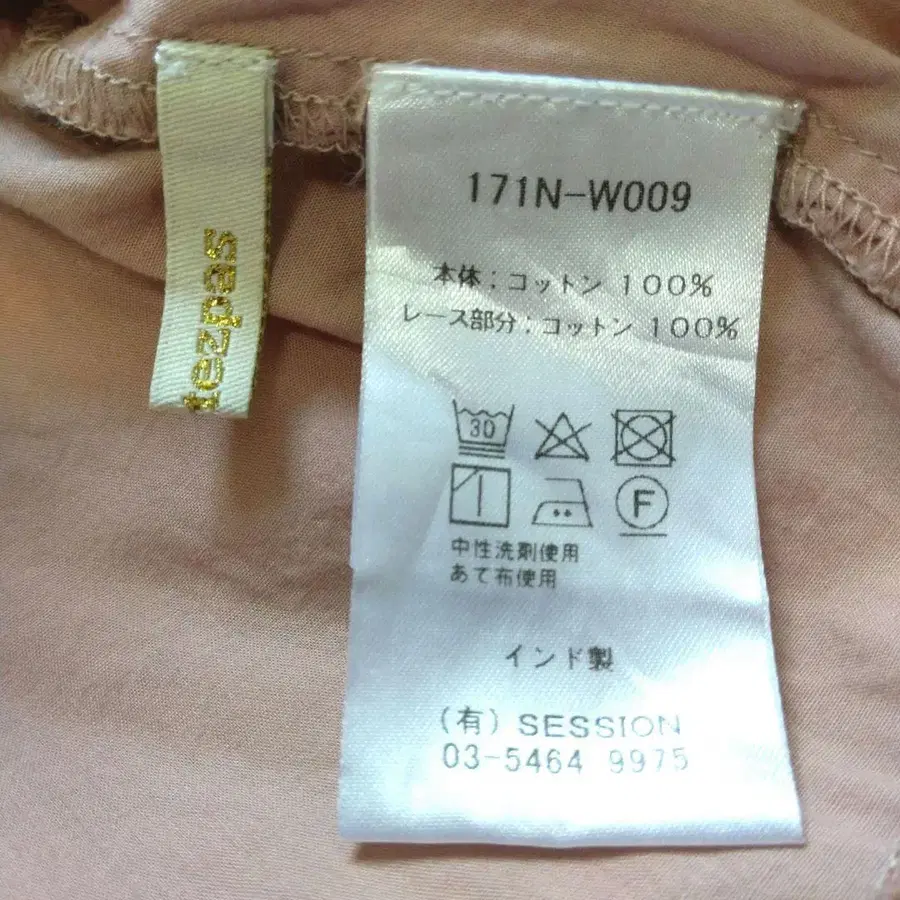 tezpas
171N-W009
本体；コットン 100%
レース部分；コットン 100%
30
F
中性洗剤使用
あて布使用
インド製
（有）SESSION
03-5464 9975